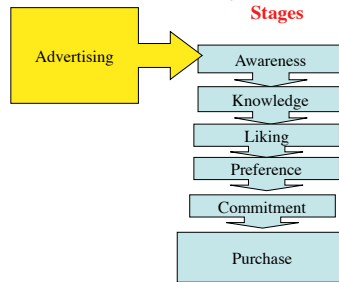 Stages
Advertising
Awareness
Knowledge
Liking
Preference
Commitment
Purchase